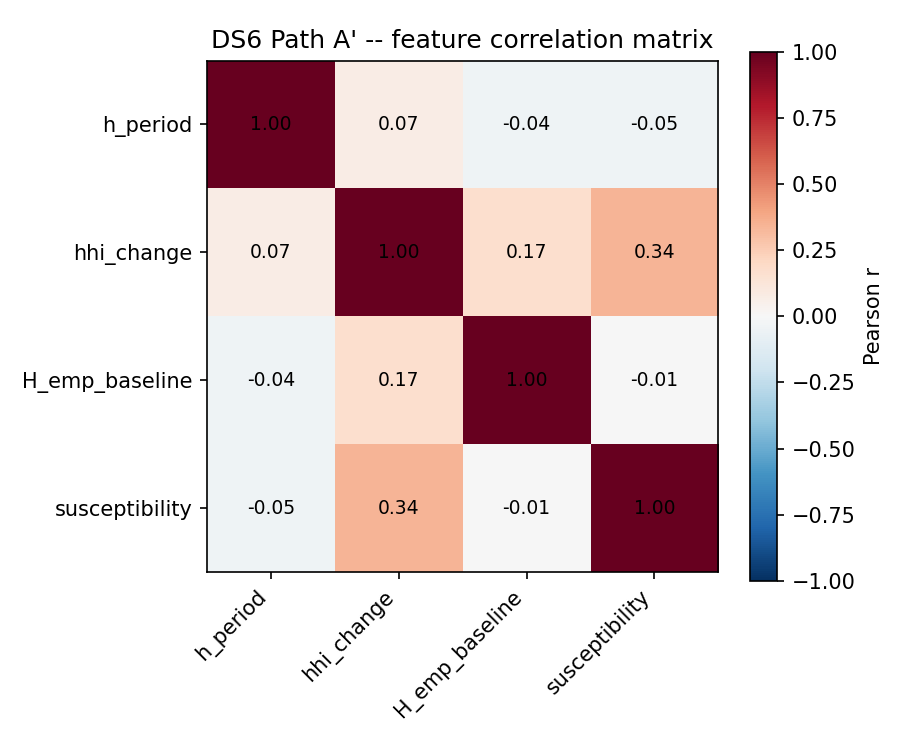 DS6 Path A' -- feature correlation matrix
h_period 1.00 0.07 -0.04 -0.05
hhi_change 0.07 1.00 0.17 0.34
H_emp_baseline -0.04 0.17 1.00 -0.01
susceptibility -0.05 0.34 -0.01 1.00
h_period
hhi_change
H_emp_baseline
susceptibility
1.00
0.75
0.50
0.25
0.00
−0.25
−0.50
−0.75
−1.00
Pearson r